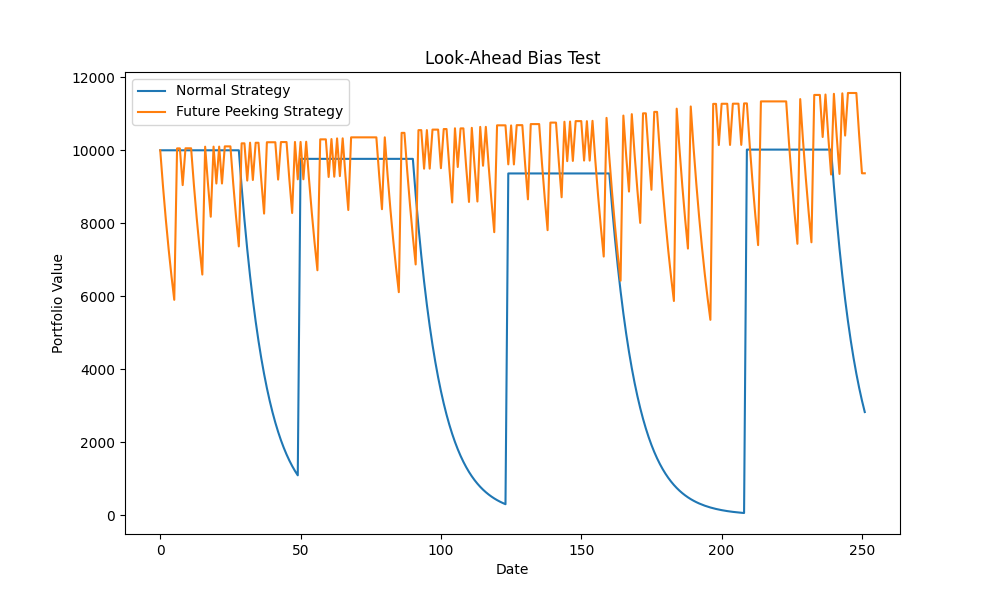 Look-Ahead Bias Test
Normal Strategy
Future Peeking Strategy
Portfolio Value
12000
10000
8000
6000
4000
2000
0
0 50 100 150 200 250
Date